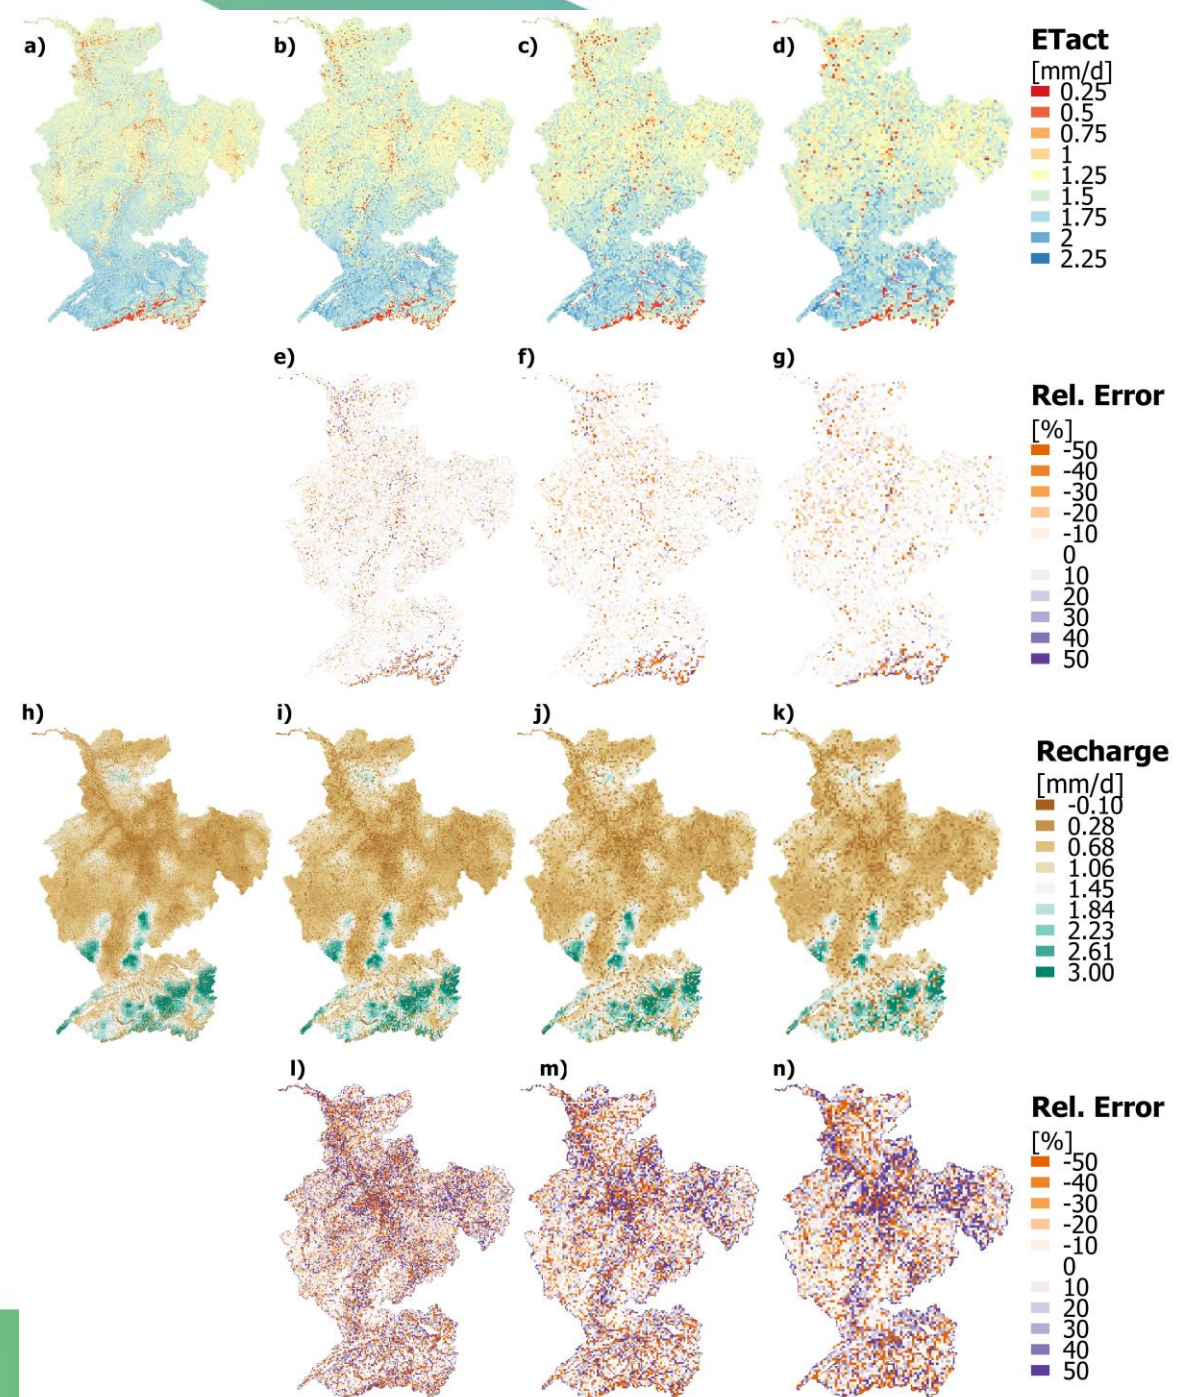 a)
b)
c)
d)
ETact
[mm/d]
0.25
0.5
0.75
1
1.25
1.5
1.75
2
2.25
e)
f)
g)
Rel. Error
[%]
-50
-40
-30
-20
-10
0
10
20
30
40
50
h)
i)
j)
k)
Recharge
[mm/d]
-0.10
0.28
0.68
1.06
1.45
1.84
2.23
2.61
3.00
l)
m)
n)
Rel. Error
[%]
-50
-40
-30
-20
-10
0
10
20
30
40
50